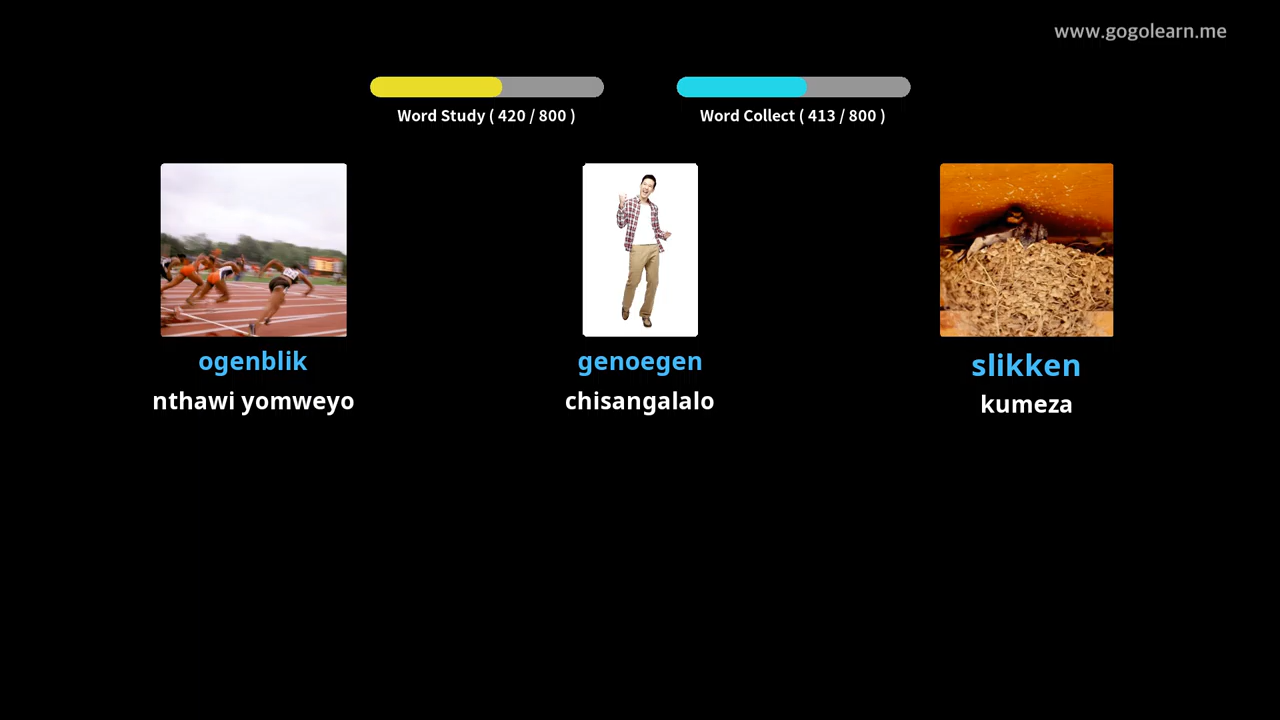 www.gogolearn.me
Word Study ( 420 / 800 )
Word Collect ( 413 / 800 )
ogenblik
nthawi yomweyo
genoegen
chisangalalo
slikken
kumeza